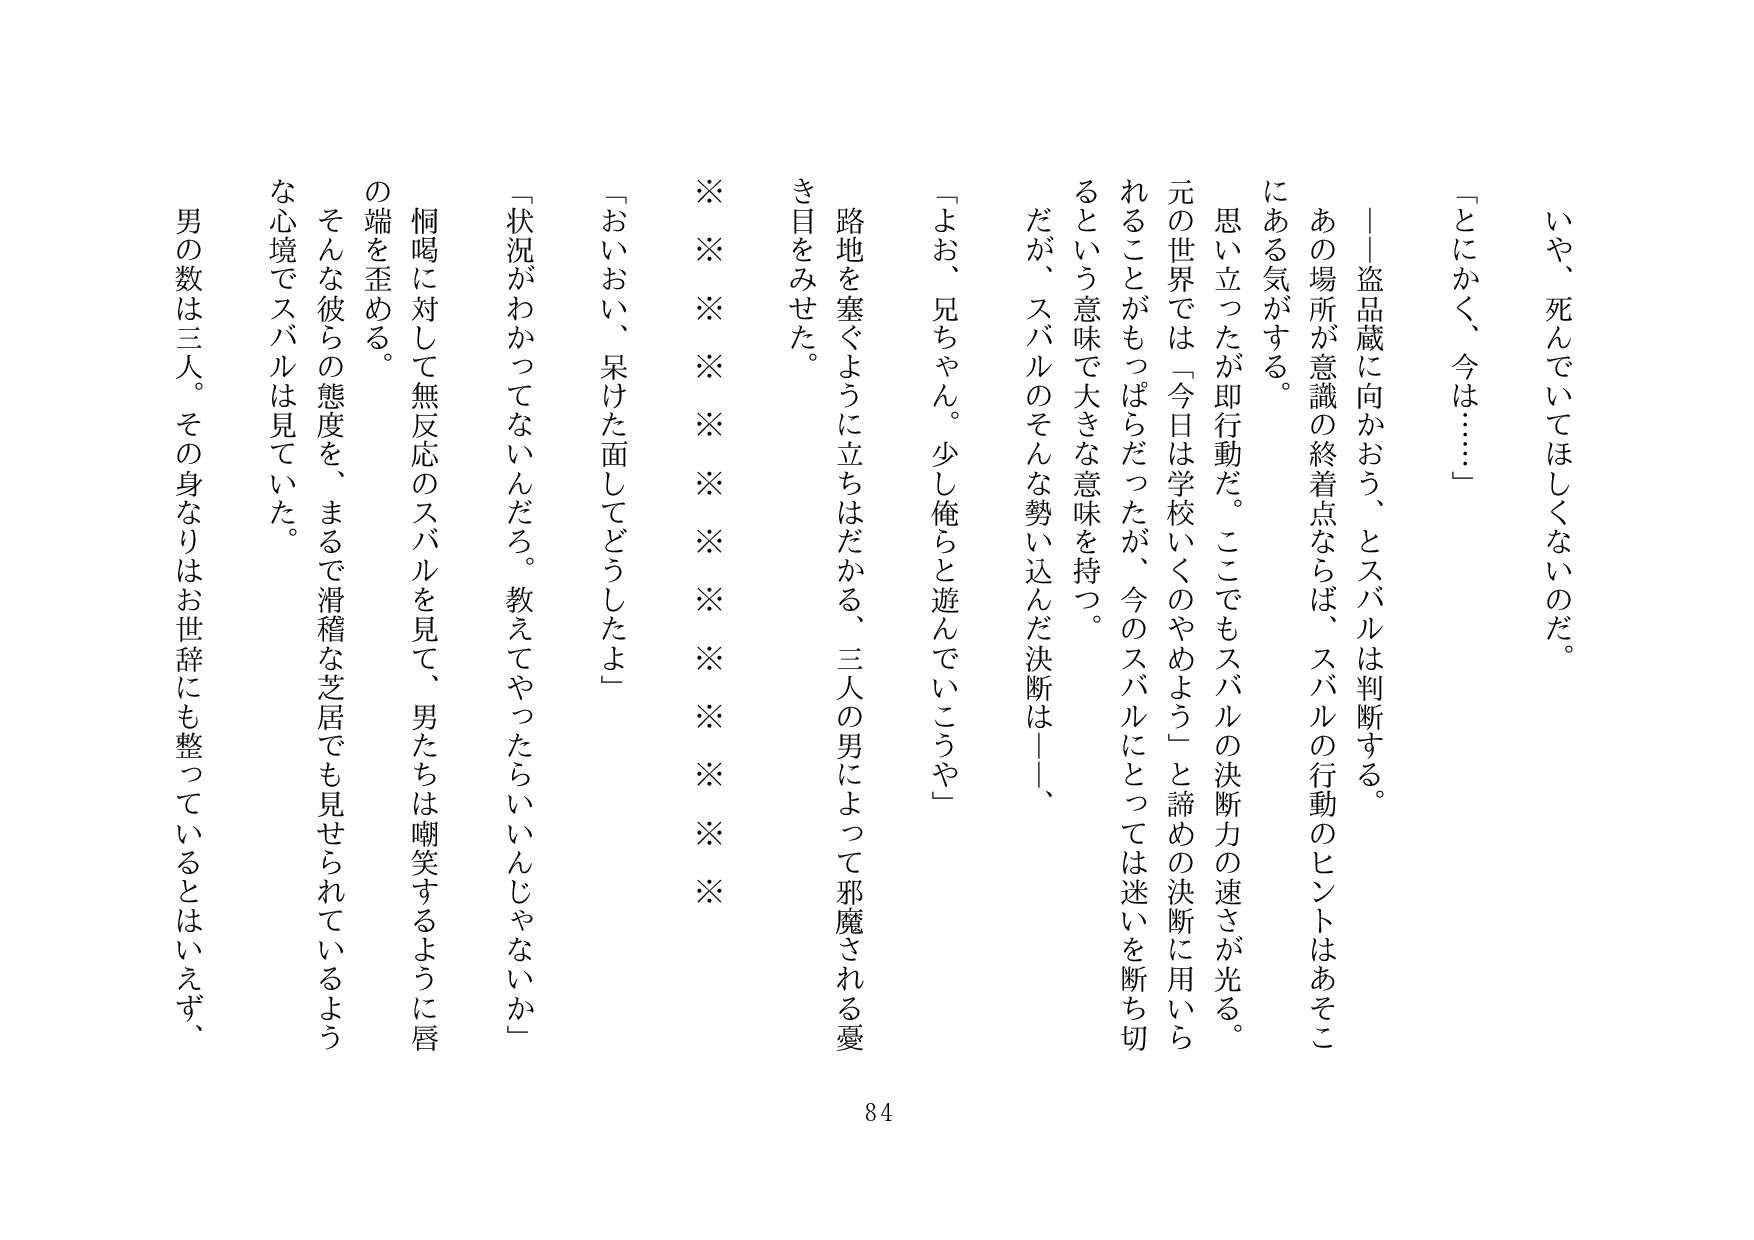 いや、死んでいてほしくないのだ。
「とにかく、今は……」
　――盗品蔵に向かおう、とスバルは判断する。
　あの場所が意識の終着点ならば、スバルの行動のヒントはあそこ
にある気がする。
　思い立ったが即行動だ。ここでもスバルの決断力の速さが光る。
元の世界では「今日は学校いくのやめよう」と諦めの決断に用いら
れることがもっぱらだったが、今のスバルにとっては迷いを断ち切
るという意味で大きな意味を持つ。
　だが、スバルのそんな勢い込んだ決断は――、
「よお、兄ちゃん。少し俺らと遊んでいこうや」
　路地を塞ぐように立ちはだかる、三人の男によって邪魔される憂
き目をみせた。
※　※　※　※　※　※　※　※　※　※　※　※　※
「おいおい、呆けた面してどうしたよ」
「状況がわかってないんだろ。教えてやったらいいんじゃないか」
　恫喝に対して無反応のスバルを見て、男たちは嘲笑するように唇
の端を歪める。
　そんな彼らの態度を、まるで滑稽な芝居でも見せられているよう
な心境でスバルは見ていた。
　男の数は三人。その身なりはお世辞にも整っているとはいえず、
84